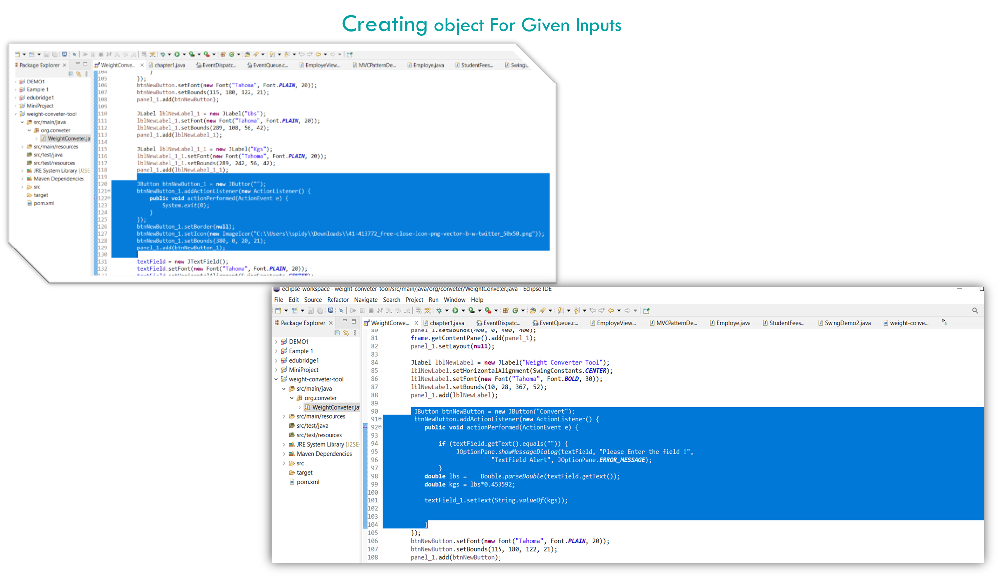 Creating object For Given Inputs
Package Explorer
WeightConve...
chapter1.java
EventDispatc...
EventQueue.c...
EmployeView...
MVCPatternDe...
Employe.java
StudentFees...
DEMO1
Eample 1
edubridge1
MiniProject
weight-conveter-tool
src/main/java
org.conveter
WeightConveter.ja
src/main/resources
src/test/java
src/test/resources
JRE System Library [J2SE-
Maven Dependencies
src
target
pom.xml
104 }
105 });
106 btnNewButton.setFont(new Font("Tahoma", Font.PLAIN, 20));
107 btnNewButton.setBounds(115, 180, 122, 21);
108 panel_1.add(btnNewButton);
109
110 JLabel lblNewLabel_1 = new JLabel("Lbs");
111 lblNewLabel_1.setFont(new Font("Tahoma", Font.PLAIN, 20));
112 lblNewLabel_1.setBounds(289, 108, 56, 42);
113 panel_1.add(lblNewLabel_1);
114
115 JLabel lblNewLabel_1_1 = new JLabel("Kgs");
116 lblNewLabel_1_1.setFont(new Font("Tahoma", Font.PLAIN, 20));
117 lblNewLabel_1_1.setBounds(289, 242, 56, 42);
118 panel_1.add(lblNewLabel_1_1);
119
120 JButton btnNewButton_1 = new JButton("");
121 btnNewButton_1.addActionListener(new ActionListener() {
122 public void actionPerformed(ActionEvent e) {
123 System.exit(0);
124 }
125 });
126 btnNewButton_1.setBorder(null);
127 btnNewButton_1.setIcon(new ImageIcon("C:\\Users\\spidy\\Downloads\\41-413772_free-close-icon-png-vector-b-w-twitter_50x50.png"));
128 btnNewButton_1.setBounds(380, 0, 20, 21);
129 panel_1.add(btnNewButton_1);
130
131 textField = new JTextField();
132 textField.setFont(new Font("Tahoma", Font.PLAIN, 20));
textField.setHorizontalAlignment(SwingConstants.CENTER);
eclipse-workspace - weight-conveter-tool/src/main/java/org/conveter/WeightConveter.java - Eclipse IDE
File Edit Source Refactor Navigate Search Project Run Window Help
Package Explorer
WeightConve...
chapter1.java
EventDispatc...
EventQueue.c...
EmployeView...
MVCPatternDe...
Employe.java
StudentFees...
SwingDemo2.java
weight-conve...
»4
DEMO1
Eample 1
edubridge1
MiniProject
weight-conveter-tool
src/main/java
org.conveter
WeightConveter.ja
src/main/resources
src/test/java
src/test/resources
JRE System Library [J2SE-
Maven Dependencies
src
target
pom.xml
80 panel_1.setBounds(400, 0, 400, 400);
81 frame.getContentPane().add(panel_1);
82 panel_1.setLayout(null);
83
84 JLabel lblNewLabel = new JLabel("Weight Converter Tool");
85 lblNewLabel.setHorizontalAlignment(SwingConstants.CENTER);
86 lblNewLabel.setFont(new Font("Tahoma", Font.BOLD, 30));
87 lblNewLabel.setBounds(10, 28, 367, 52);
88 panel_1.add(lblNewLabel);
89
90 JButton btnNewButton = new JButton("Convert");
91 btnNewButton.addActionListener(new ActionListener() {
92 public void actionPerformed(ActionEvent e) {
93
94 if (textField.getText().equals("")) {
95 JOptionPane.showMessageDialog(textField, "Please Enter the field !",
96 "TextField Alert", JOptionPane.ERROR_MESSAGE);
97 }
98 double lbs = Double.parseDouble(textField.getText());
99 double kgs = lbs*0.453592;
100
101 textField_1.setText(String.valueOf(kgs));
102
103
104 }
105 });
106 btnNewButton.setFont(new Font("Tahoma", Font.PLAIN, 20));
107 btnNewButton.setBounds(115, 180, 122, 21);
108 panel_1.add(btnNewButton);